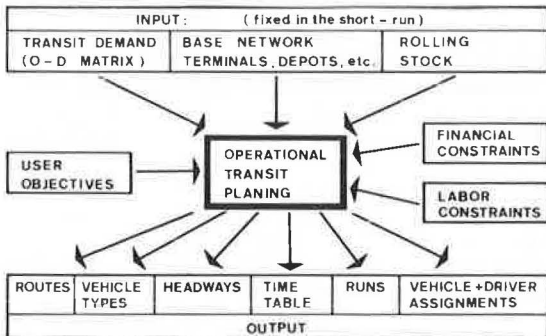 INPUT: (fixed in the short-run)
TRANSIT DEMAND
(O-D MATRIX)
BASE NETWORK
TERMINALS, DEPOTS, etc.
ROLLING
STOCK
FINANCIAL
CONSTRAINTS
USER
OBJECTIVES
OPERATIONAL
TRANSIT
PLANING
LABOR
CONSTRAINTS
ROUTES
VEHICLE
TYPES
HEADWAYS
TIME
TABLE
RUNS
VEHICLE+DRIVER
ASSIGNMENTS
OUTPUT